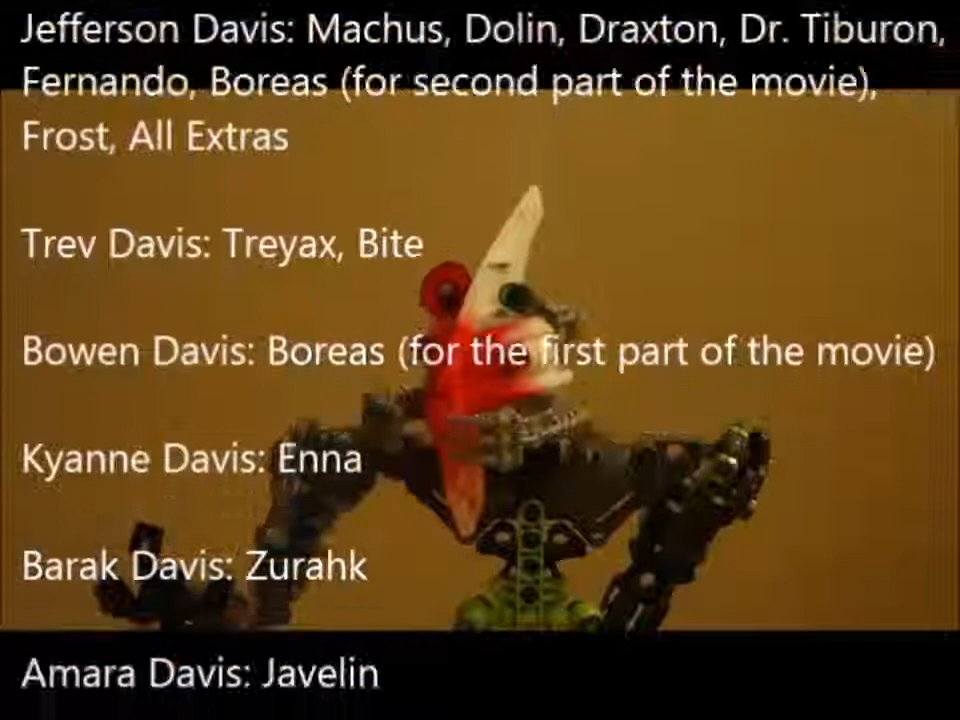 Jefferson Davis: Machus, Dolin, Draxton, Dr. Tiburon,
Fernando, Boreas (for second part of the movie),
Frost, All Extras
Trev Davis: Treyax, Bite
Bowen Davis: Boreas (for the first part of the movie)
Kyanne Davis: Enna
Barak Davis: Zurahk
Amara Davis: Javelin